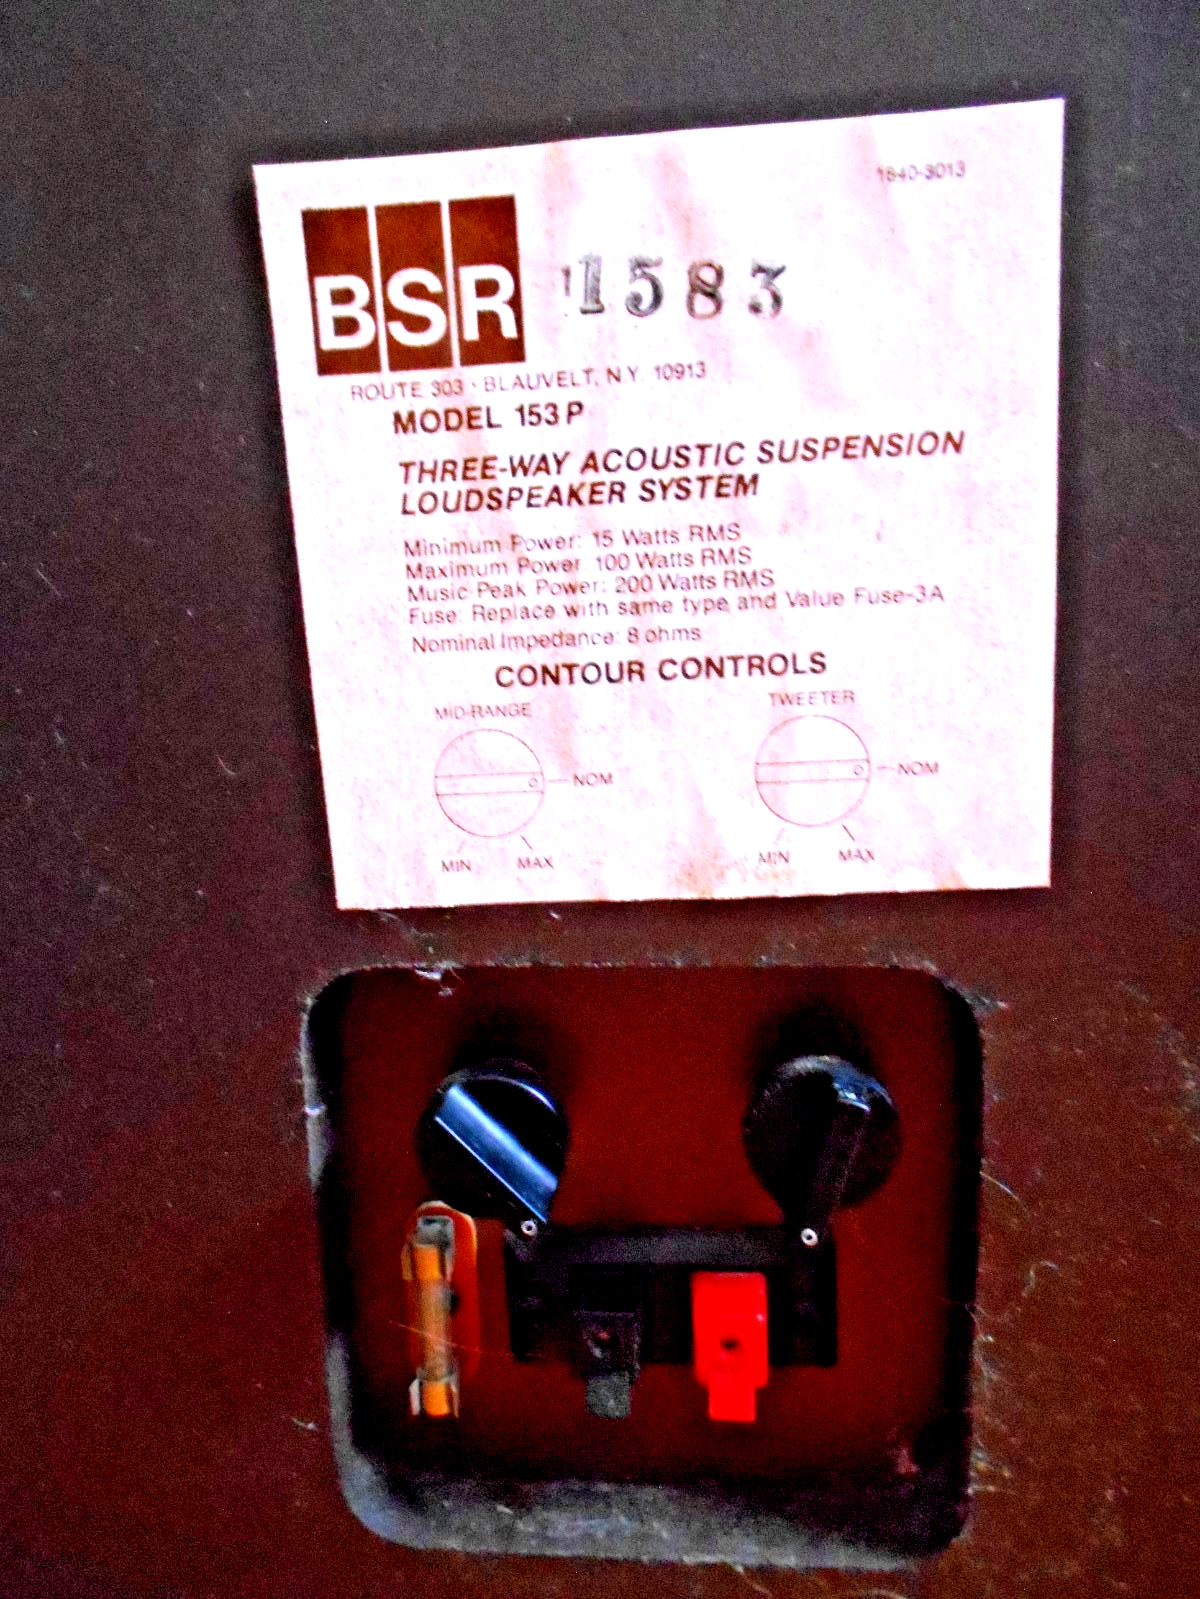 1840-3013
BSR
11583
ROUTE 303 · BLAUVELT, N.Y. 10913
MODEL 153 P
THREE-WAY ACOUSTIC SUSPENSION
LOUDSPEAKER SYSTEM
Minimum Power: 15 Watts RMS
Maximum Power 100 Watts RMS
Music Peak Power: 200 Watts RMS
Fuse: Replace with same type and Value Fuse-3A
Nominal Impedance: 8 ohms
CONTOUR CONTROLS
MID-RANGE TWEETER
NOM NOM
MIN MAX MIN MAX